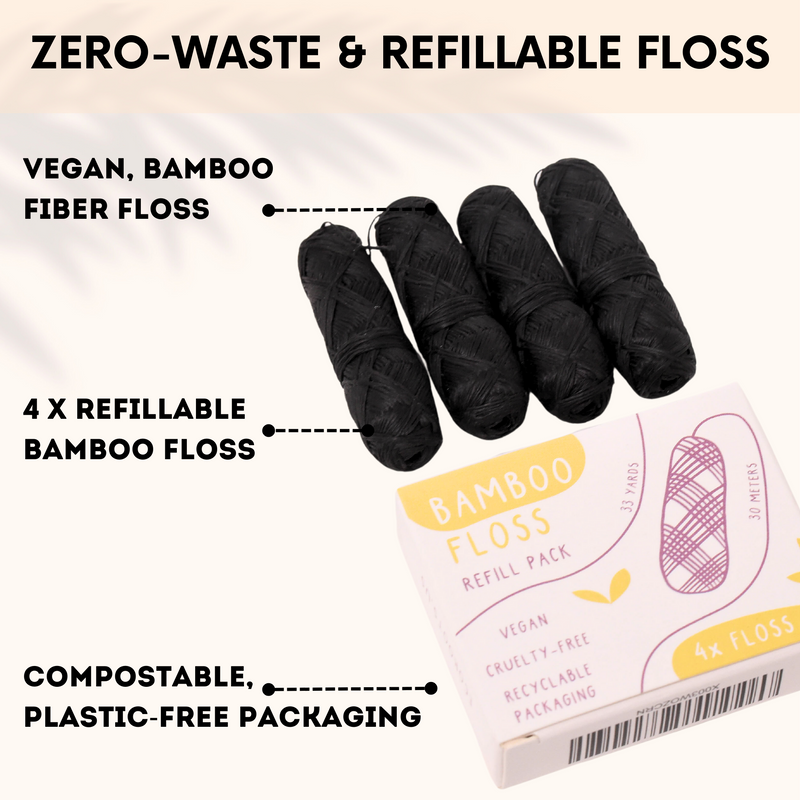 ZERO-WASTE & REFILLABLE FLOSS
VEGAN, BAMBOO
FIBER FLOSS
4 X REFILLABLE
BAMBOO FLOSS
COMPOSTABLE,
PLASTIC-FREE PACKAGING
BAMBOO
FLOSS
REFILL PACK
33 YARDS
30 METERS
VEGAN
CRUELTY-FREE
RECYCLABLE
PACKAGING
4x FLOSS